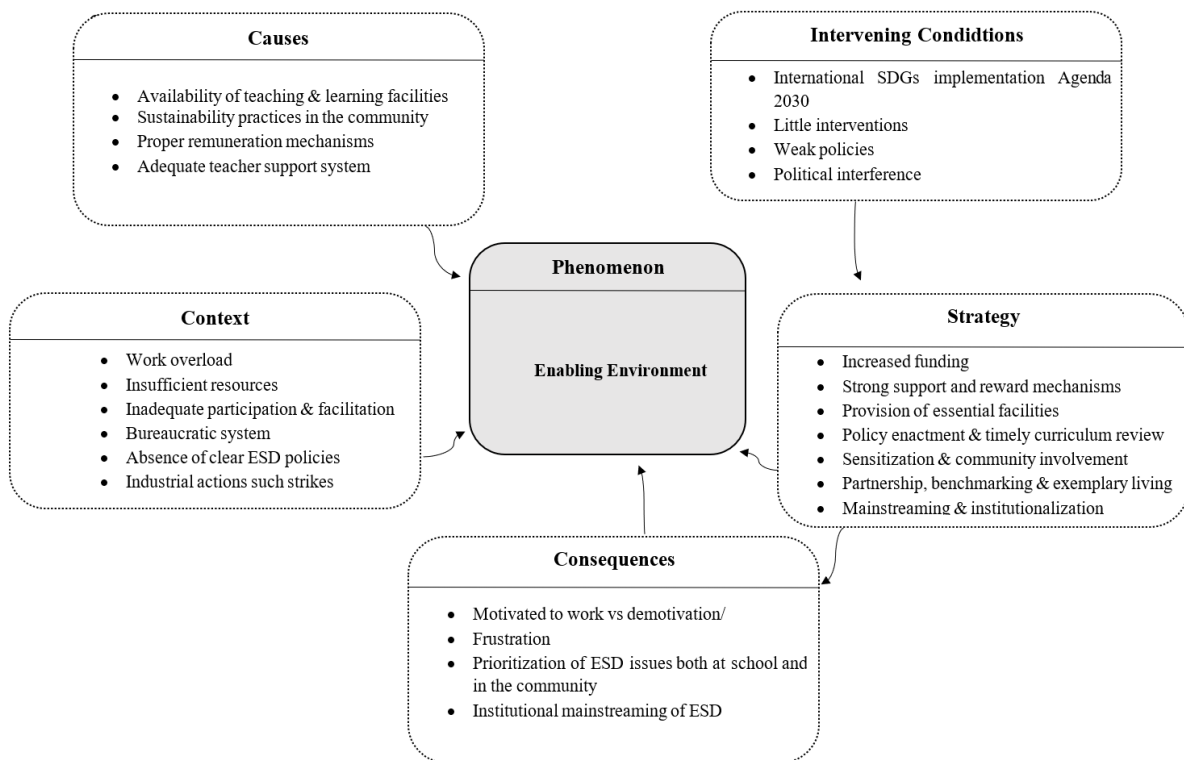 Causes
• Availability of teaching & learning facilities
• Sustainability practices in the community
• Proper remuneration mechanisms
• Adequate teacher support system
Intervening Condidtions
• International SDGs implementation Agenda
2030
• Little interventions
• Weak policies
• Political interference
Phenomenon
Enabling Environment
Context
• Work overload
• Insufficient resources
• Inadequate participation & facilitation
• Bureaucratic system
• Absence of clear ESD policies
• Industrial actions such strikes
Strategy
• Increased funding
• Strong support and reward mechanisms
• Provision of essential facilities
• Policy enactment & timely curriculum review
• Sensitization & community involvement
• Partnership, benchmarking & exemplary living
• Mainstreaming & institutionalization
Consequences
• Motivated to work vs demotivation/
• Frustration
• Prioritization of ESD issues both at school and
in the community
• Institutional mainstreaming of ESD